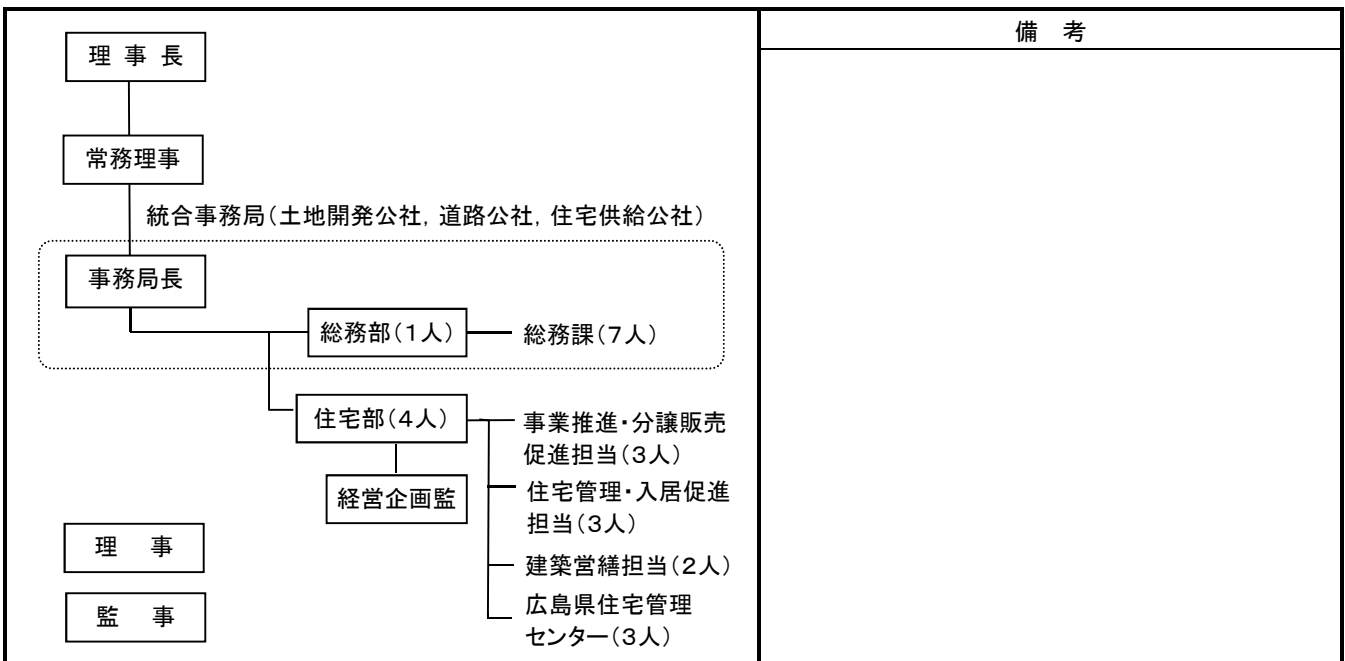 備 考
理 事 長
常務理事
統合事務局(土地開発公社,道路公社,住宅供給公社)
事務局長
総務部(1人)
総務課(7人)
住宅部(4人)
事業推進・分譲販売
促進担当(3人)
経営企画監
住宅管理・入居促進
担当(3人)
建築営繕担当(2人)
広島県住宅管理
センター(3人)
理 事
監 事